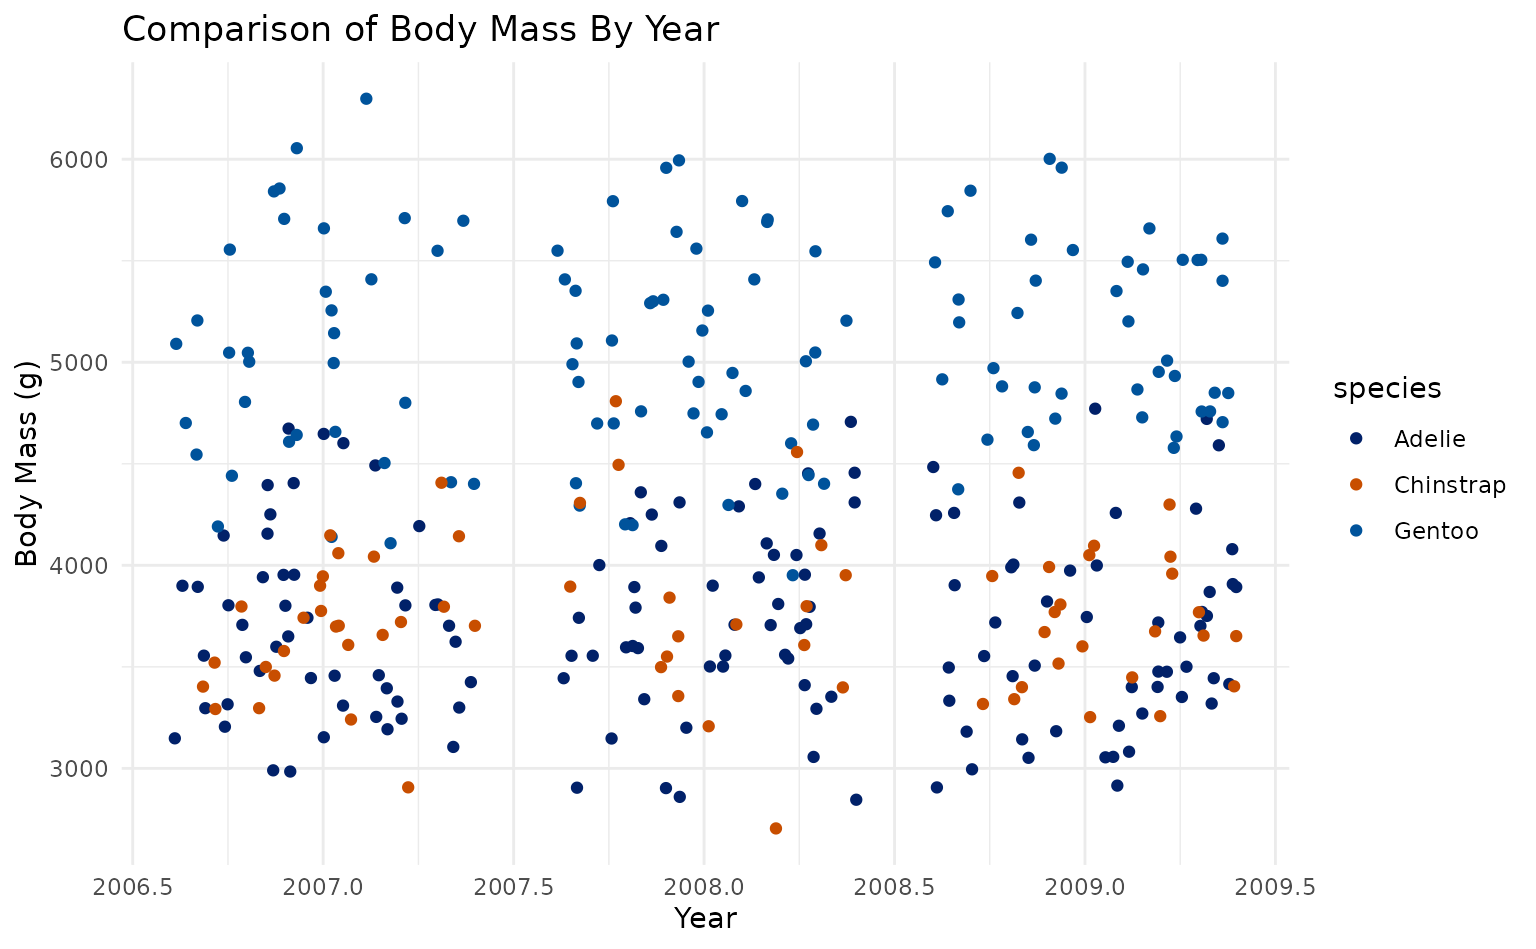 Comparison of Body Mass By Year
6000
5000
4000
3000
Body Mass (g)
2006.5 2007.0 2007.5 2008.0 2008.5 2009.0 2009.5
Year
species
Adelie
Chinstrap
Gentoo